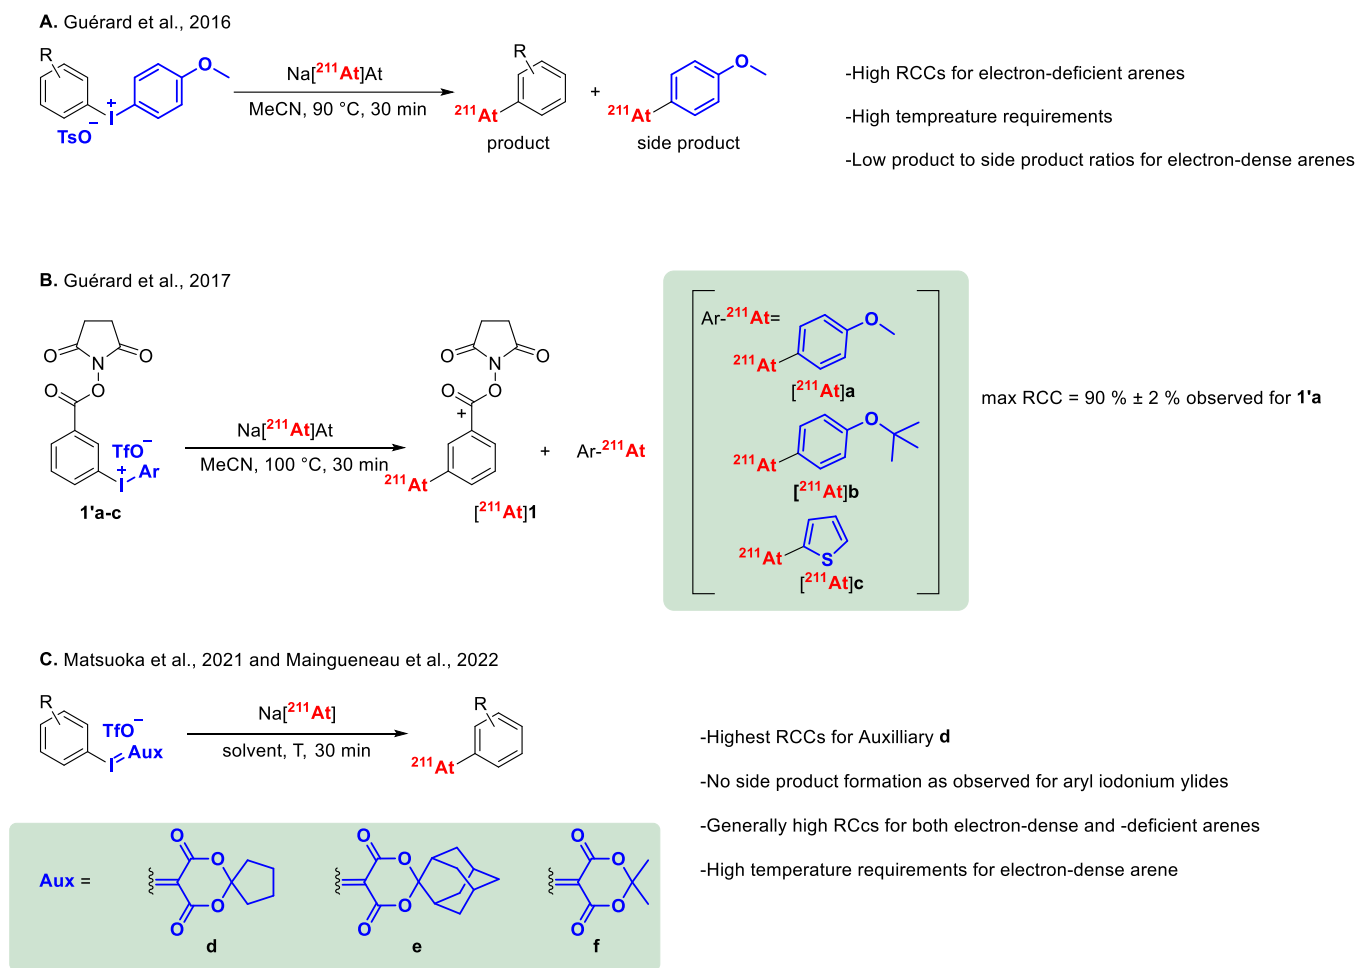 A. Guérard et al., 2016
R
I
+
TsO−
O
Na[211At]At
MeCN, 90 °C, 30 min
R
211At
product
+
O
211At
side product
-High RCCs for electron-deficient arenes
-High tempreature requirements
-Low product to side product ratios for electron-dense arenes
B. Guérard et al., 2017
O
N
O
O
O
TfO−
+
I
Ar
1'a-c
Na[211At]At
MeCN, 100 °C, 30 min
O
N
O
O
O
+
211At
[211At]1
+
Ar-211At
Ar-211At=
O
211At
[211At]a
O
211At
[211At]b
211At
S
[211At]c
max RCC = 90 % ± 2 % observed for 1'a
C. Matsuoka et al., 2021 and Maingueneau et al., 2022
R
TfO−
I
Aux
Na[211At]
solvent, T, 30 min
R
211At
-Highest RCCs for Auxilliary d
-No side product formation as observed for aryl iodonium ylides
-Generally high RCcs for both electron-dense and -deficient arenes
-High temperature requirements for electron-dense arene
Aux =
O
O
O
O
d
O
O
O
O
e
O
O
O
O
f